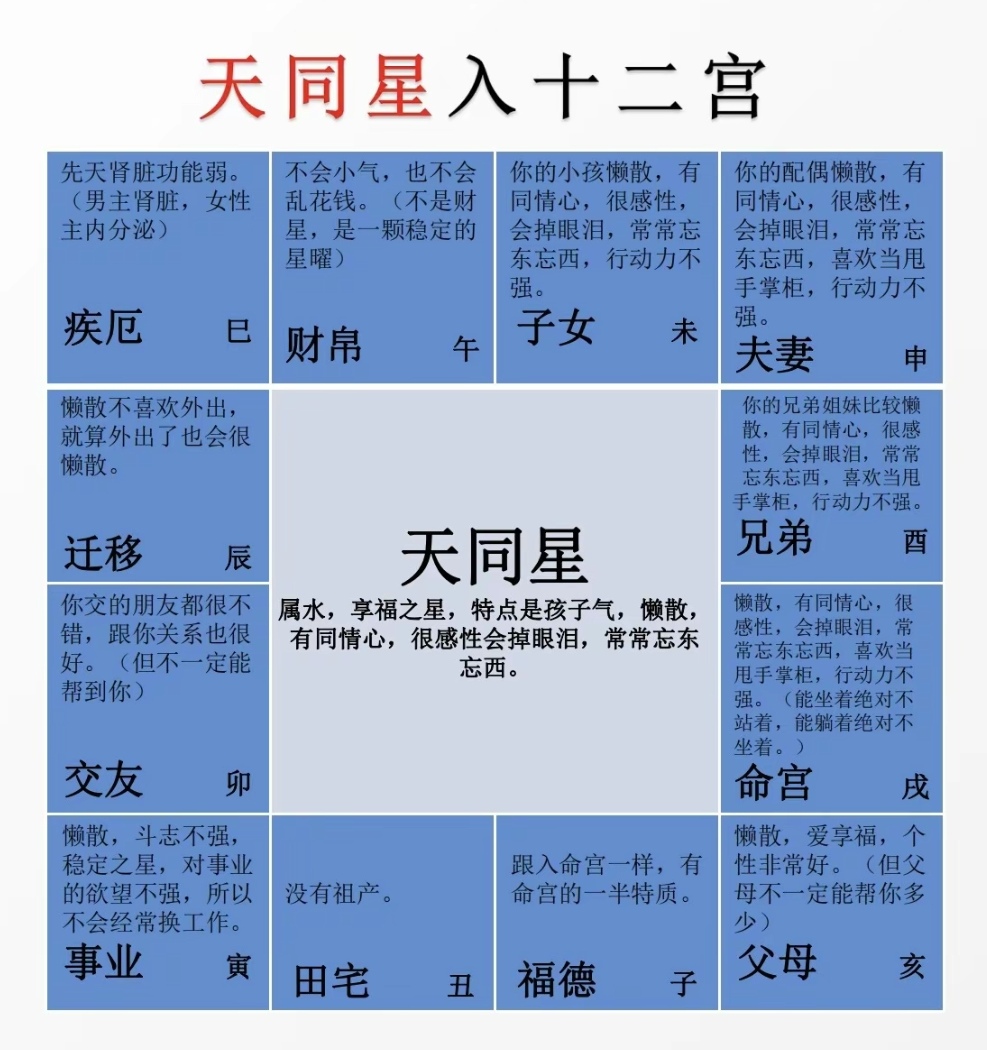 天同星入十二宫
先天肾脏功能弱。
（男主肾脏，女性
主内分泌）
疾厄 巳
不会小气，也不会
乱花钱。（不是财
星，是一颗稳定的
星曜）
财帛 午
你的小孩懒散，有
同情心，很感性，
会掉眼泪，常常忘
东忘西，行动力不
强。
子女 未
你的配偶懒散，有
同情心，很感性，
会掉眼泪，常常忘
东忘西，喜欢当甩
手掌柜，行动力不
强。
夫妻 申
懒散不喜欢外出，
就算外出了也会很
懒散。
迁移 辰
天同星
属水，享福之星，特点是孩子气，懒散，
有同情心，很感性会掉眼泪，常常忘东
忘西。
你的兄弟姐妹比较懒
散，有同情心，很感
性，会掉眼泪，常常
忘东忘西，喜欢当甩
手掌柜，行动力不强。
兄弟 酉
你交的朋友都很不
错，跟你关系也很
好。（但不一定能
帮到你）
交友 卯
懒散，有同情心，很
感性，会掉眼泪，常
常忘东忘西，喜欢当
甩手掌柜，行动力不
强。（能坐着绝对不
站着，能躺着绝对不
坐着。）
命宫 戌
懒散，斗志不强，
稳定之星，对事业
的欲望不强，所以
不会经常换工作。
事业 寅
没有祖产。
田宅 丑
跟入命宫一样，有
命宫的一半特质。
福德 子
懒散，爱享福，个
性非常好。（但父
母不一定能帮你多
少）
父母 亥